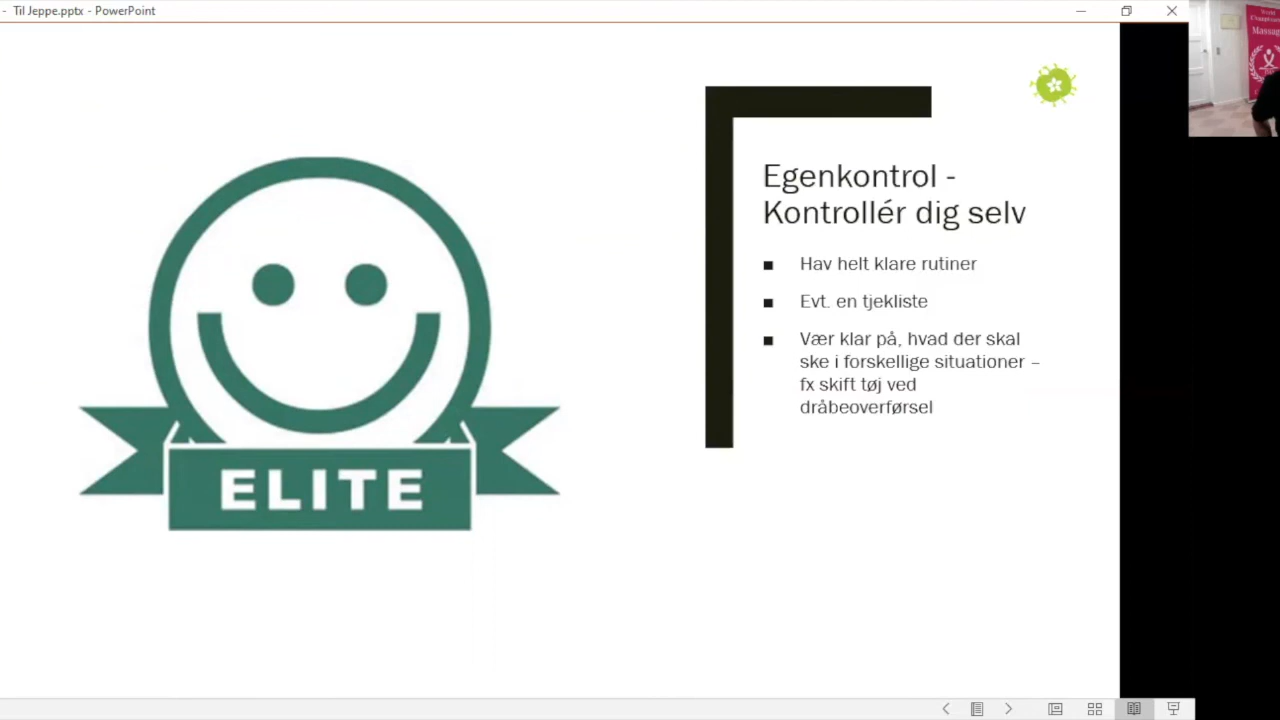 - Til Jeppe.pptx - PowerPoint
Massag
Egenkontrol -
Kontrollér dig selv
■ Hav helt klare rutiner
■ Evt. en tjekliste
■ Vær klar på, hvad der skal
ske i forskellige situationer –
fx skift tøj ved
dråbeoverførsel
ELITE